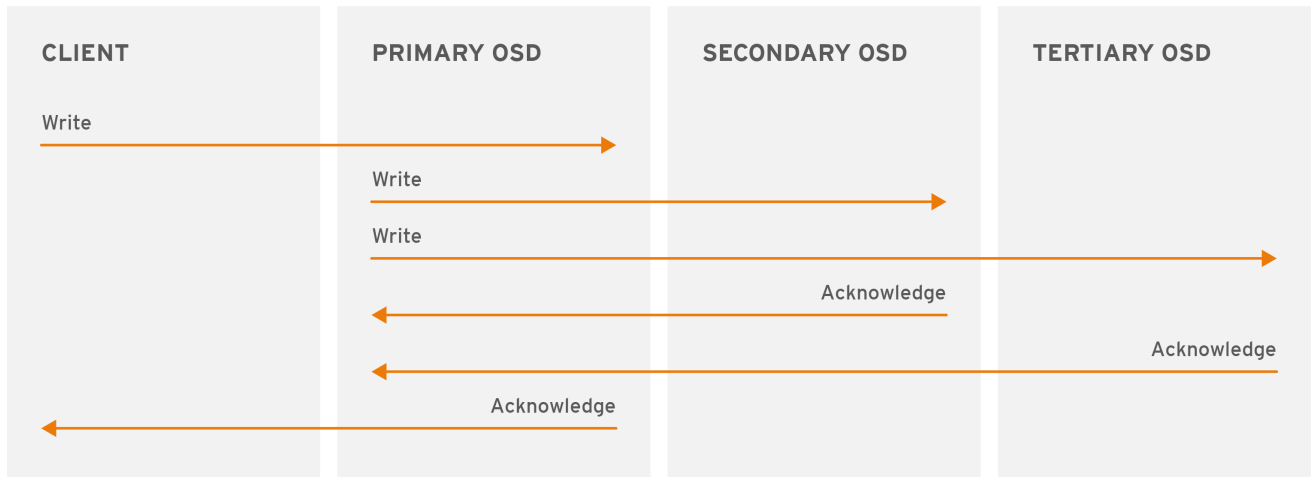 CLIENT
PRIMARY OSD
SECONDARY OSD
TERTIARY OSD
Write
Write
Write
Acknowledge
Acknowledge
Acknowledge